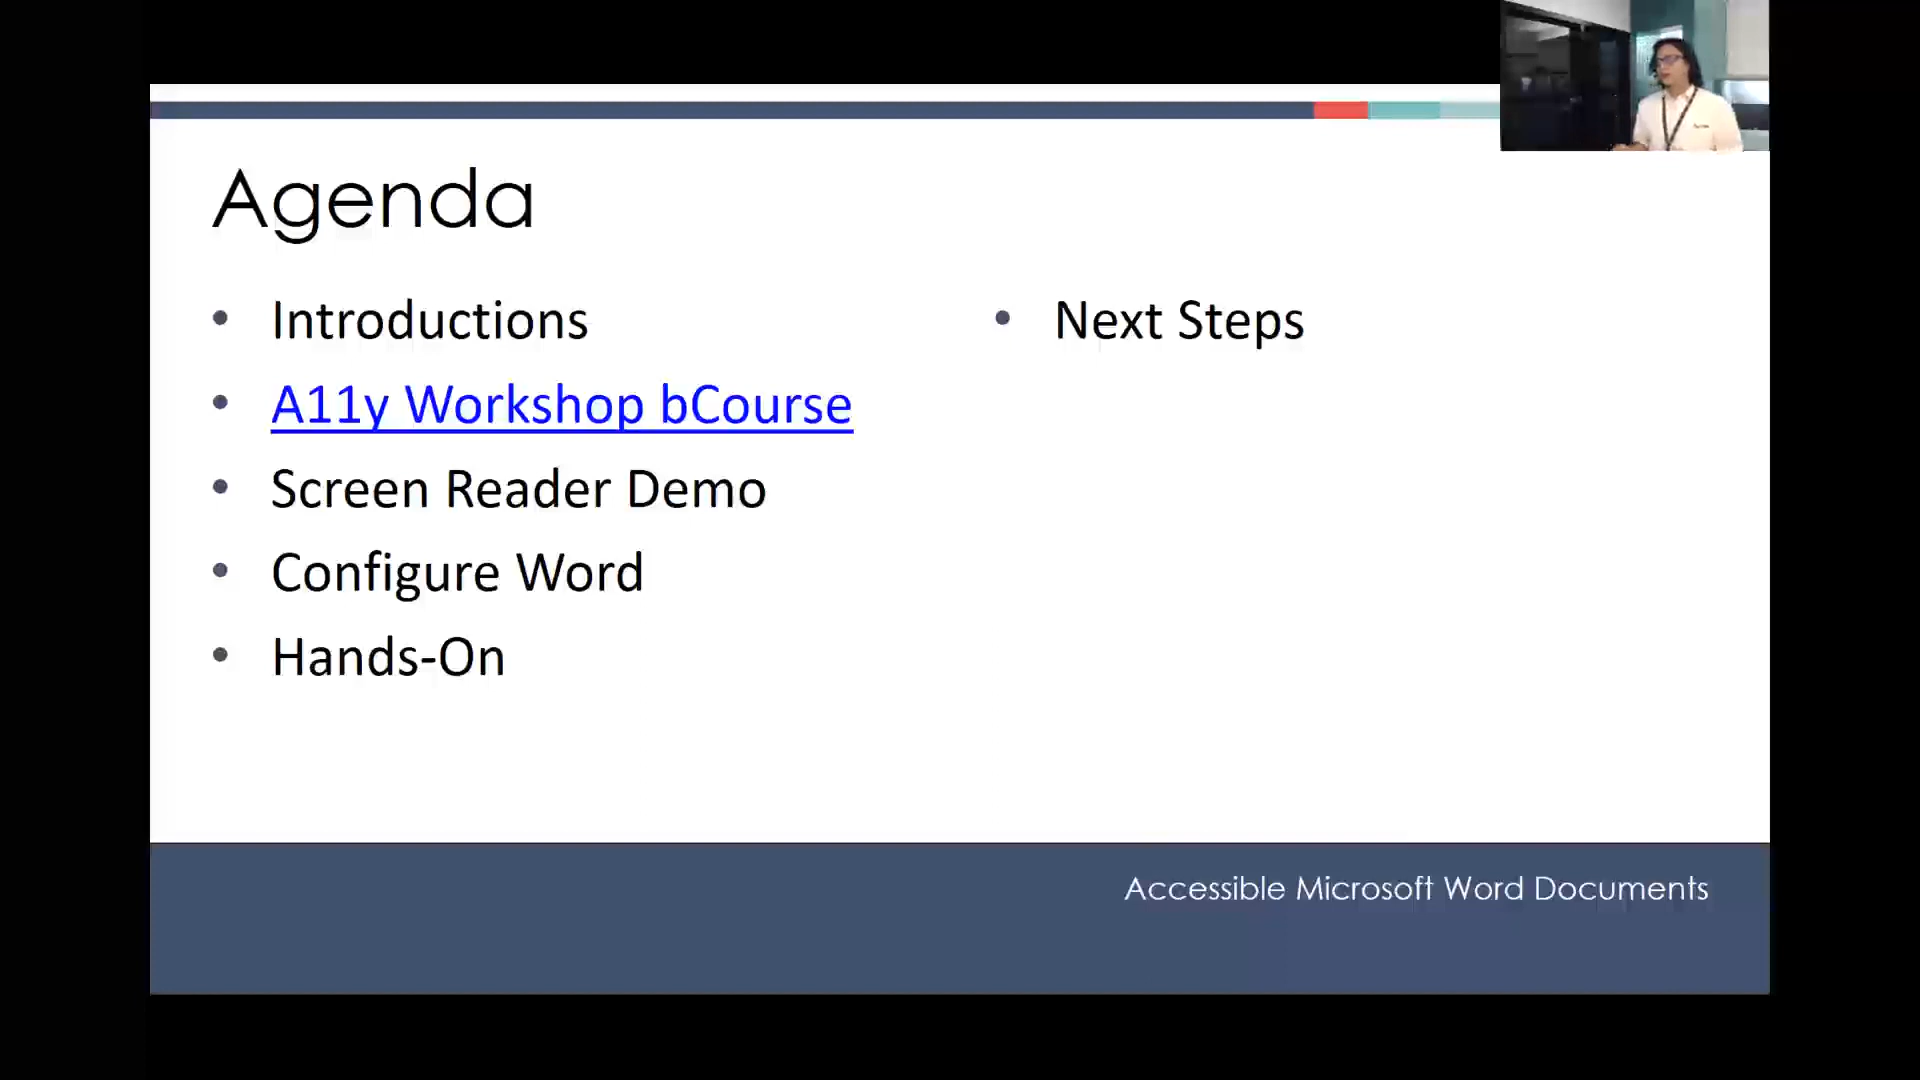 Agenda
Introductions
A11y Workshop bCourse
Screen Reader Demo
Configure Word
Hands-On
Next Steps
Accessible Microsoft Word Documents